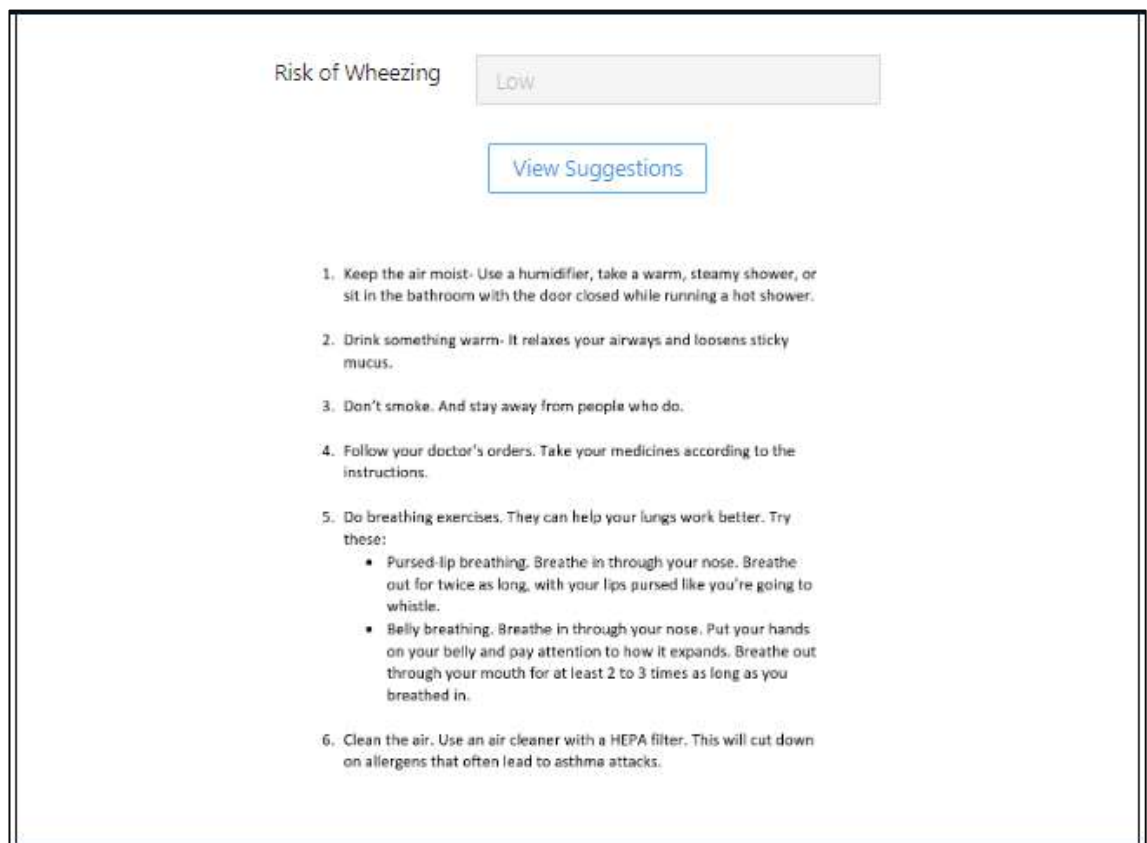 Risk of Wheezing
Low
View Suggestions
1. Keep the air moist- Use a humidifier, take a warm, steamy shower, or
sit in the bathroom with the door closed while running a hot shower.
2. Drink something warm- It relaxes your airways and loosens sticky
mucus.
3. Don't smoke. And stay away from people who do.
4. Follow your doctor's orders. Take your medicines according to the
instructions.
5. Do breathing exercises. They can help your lungs work better. Try
these:
• Pursed-lip breathing. Breathe in through your nose. Breathe
out for twice as long, with your lips pursed like you're going to
whistle.
• Belly breathing. Breathe in through your nose. Put your hands
on your belly and pay attention to how it expands. Breathe out
through your mouth for at least 2 to 3 times as long as you
breathed in.
6. Clean the air. Use an air cleaner with a HEPA filter. This will cut down
on allergens that often lead to asthma attacks.